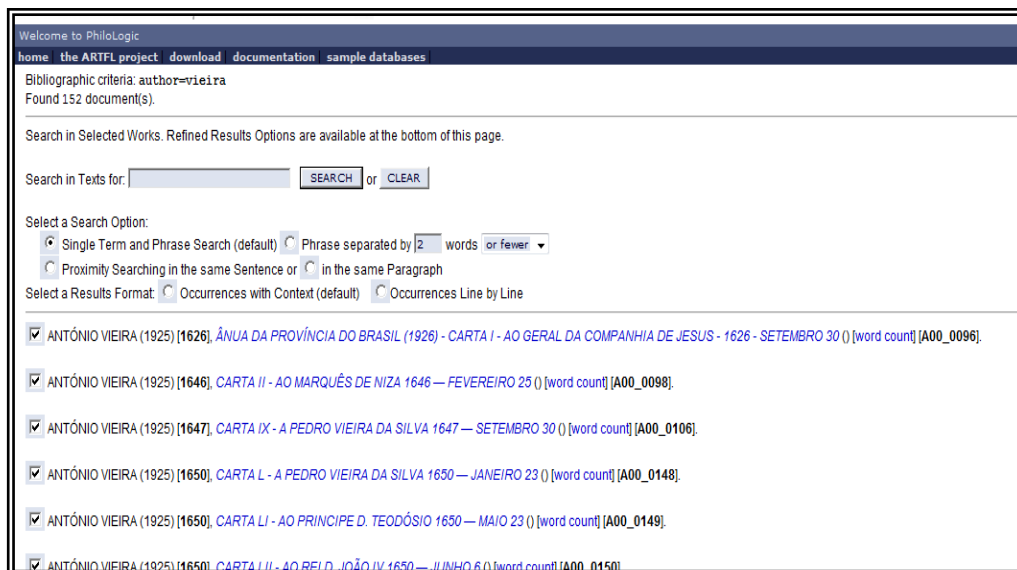 Welcome to PhiloLogic
home the ARTFL project download documentation sample databases
Bibliographic criteria: author=vieira
Found 152 document(s).
Search in Selected Works. Refined Results Options are available at the bottom of this page.
Search in Texts for: SEARCH or CLEAR
Select a Search Option:
Single Term and Phrase Search (default) Phrase separated by 2 words or fewer
Proximity Searching in the same Sentence or in the same Paragraph
Select a Results Format: Occurrences with Context (default) Occurrences Line by Line
ANTÓNIO VIEIRA (1925) [1626], ÂNUA DA PROVÍNCIA DO BRASIL (1926) - CARTA I - AO GERAL DA COMPANHIA DE JESUS - 1626 - SETEMBRO 30 () [word count] [A00_0096].
ANTÓNIO VIEIRA (1925) [1646], CARTA II - AO MARQUÊS DE NIZA 1646 — FEVEREIRO 25 () [word count] [A00_0098].
ANTÓNIO VIEIRA (1925) [1647], CARTA IX - A PEDRO VIEIRA DA SILVA 1647 — SETEMBRO 30 () [word count] [A00_0106].
ANTÓNIO VIEIRA (1925) [1650], CARTA L - A PEDRO VIEIRA DA SILVA 1650 — JANEIRO 23 () [word count] [A00_0148].
ANTÓNIO VIEIRA (1925) [1650], CARTA LI - AO PRINCIPE D. TEODÓSIO 1650 — MAIO 23 () [word count] [A00_0149].
ANTÓNIO VIEIRA (1925) [1650], CARTA LII - AO REI D. JOÃO IV 1650 — JUNHO 6 () [word count] [A00_0150].